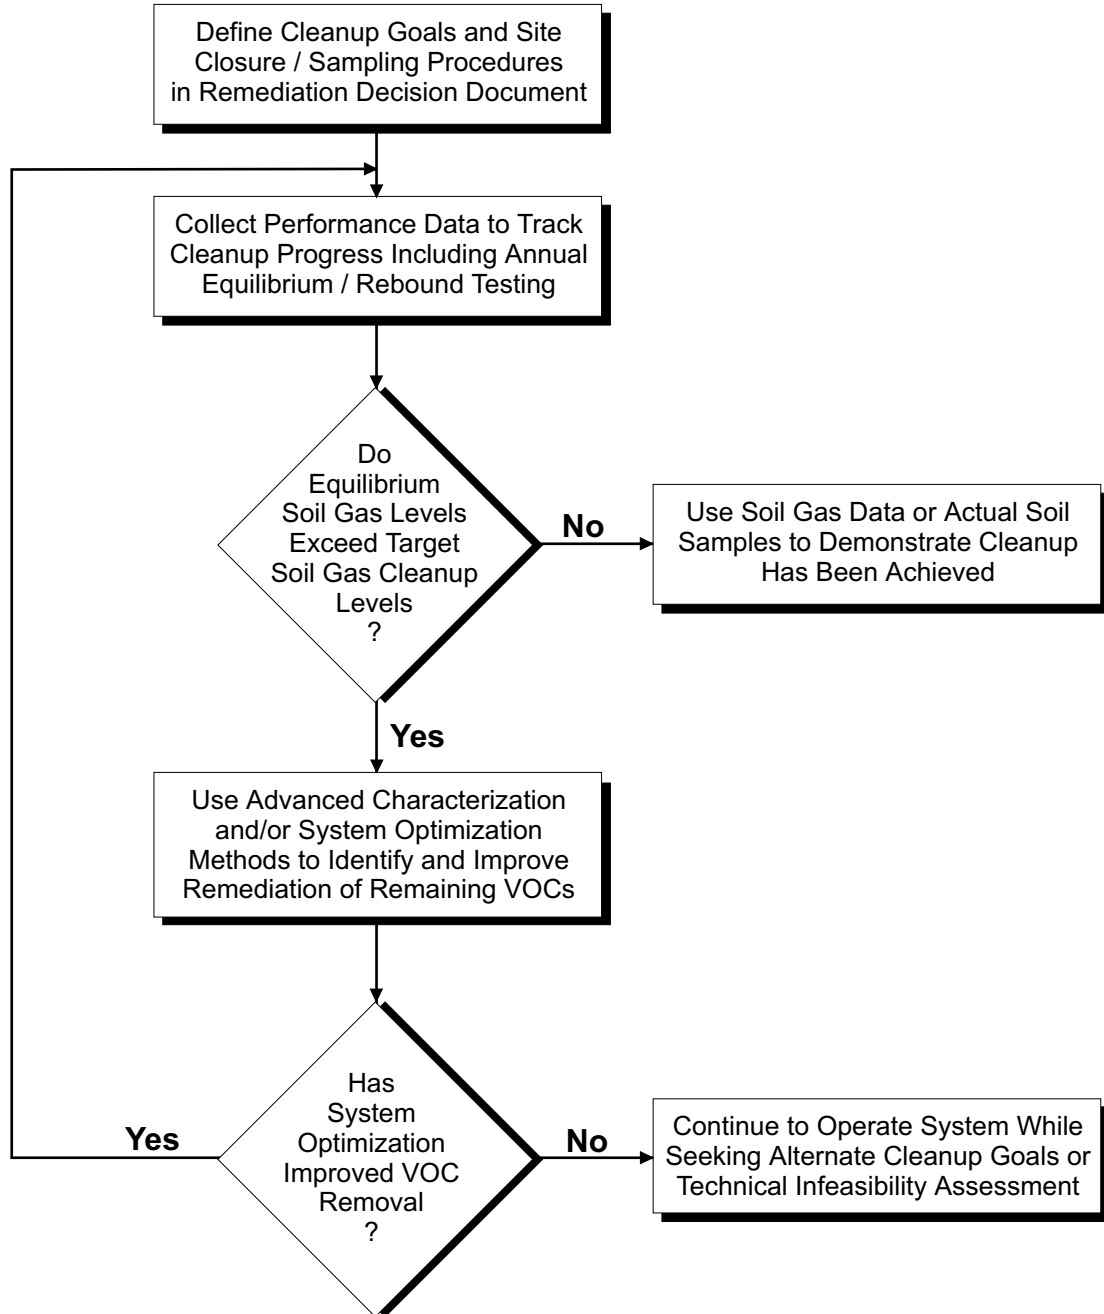 Define Cleanup Goals and Site
Closure / Sampling Procedures
in Remediation Decision Document
Collect Performance Data to Track
Cleanup Progress Including Annual
Equilibrium / Rebound Testing
Do
Equilibrium
Soil Gas Levels
Exceed Target
Soil Gas Cleanup
Levels
?
No
Use Soil Gas Data or Actual Soil
Samples to Demonstrate Cleanup
Has Been Achieved
Yes
Use Advanced Characterization
and/or System Optimization
Methods to Identify and Improve
Remediation of Remaining VOCs
Has
System
Optimization
Improved VOC
Removal
?
Yes
No
Continue to Operate System While
Seeking Alternate Cleanup Goals or
Technical Infeasibility Assessment